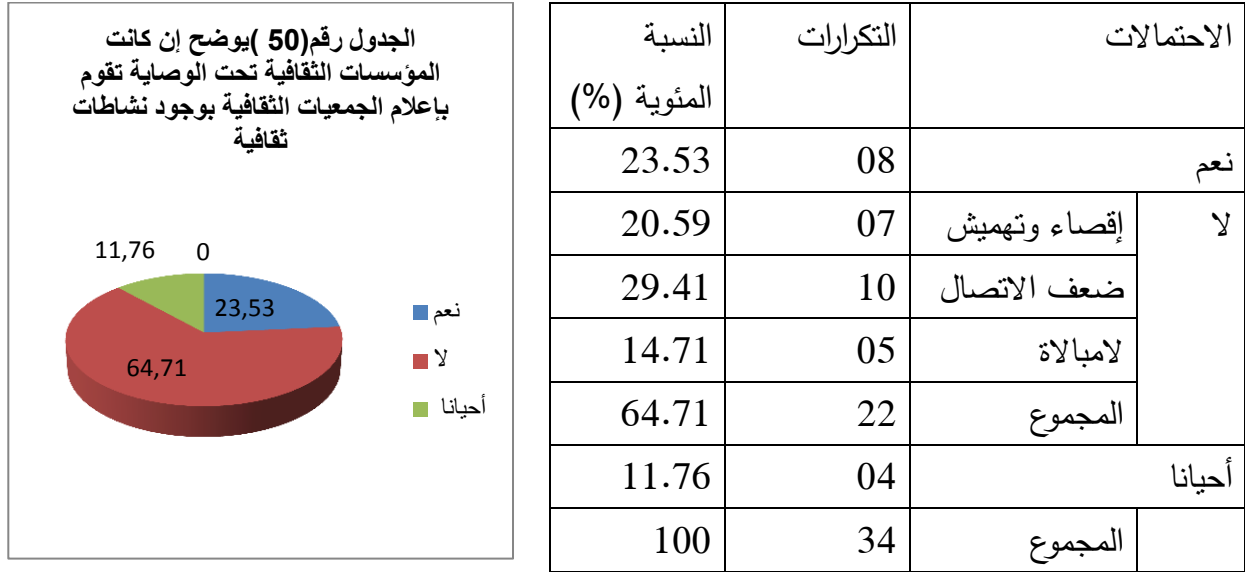 الجدول رقم(50 )يوضح إن كانت
المؤسسات الثقافية تحت الوصاية تقوم
بإعلام الجمعيات الثقافية بوجود نشاطات
ثقافية
11,76
0
23,53
64,71
نعم
لا
أحيانا
الاحتمالات التكرارات النسبة المئوية (%)
نعم 08 23.53
لا إقصاء وتهميش 07 20.59
ضعف الاتصال 10 29.41
لامبالاة 05 14.71
المجموع 22 64.71
أحيانا 04 11.76
المجموع 34 100